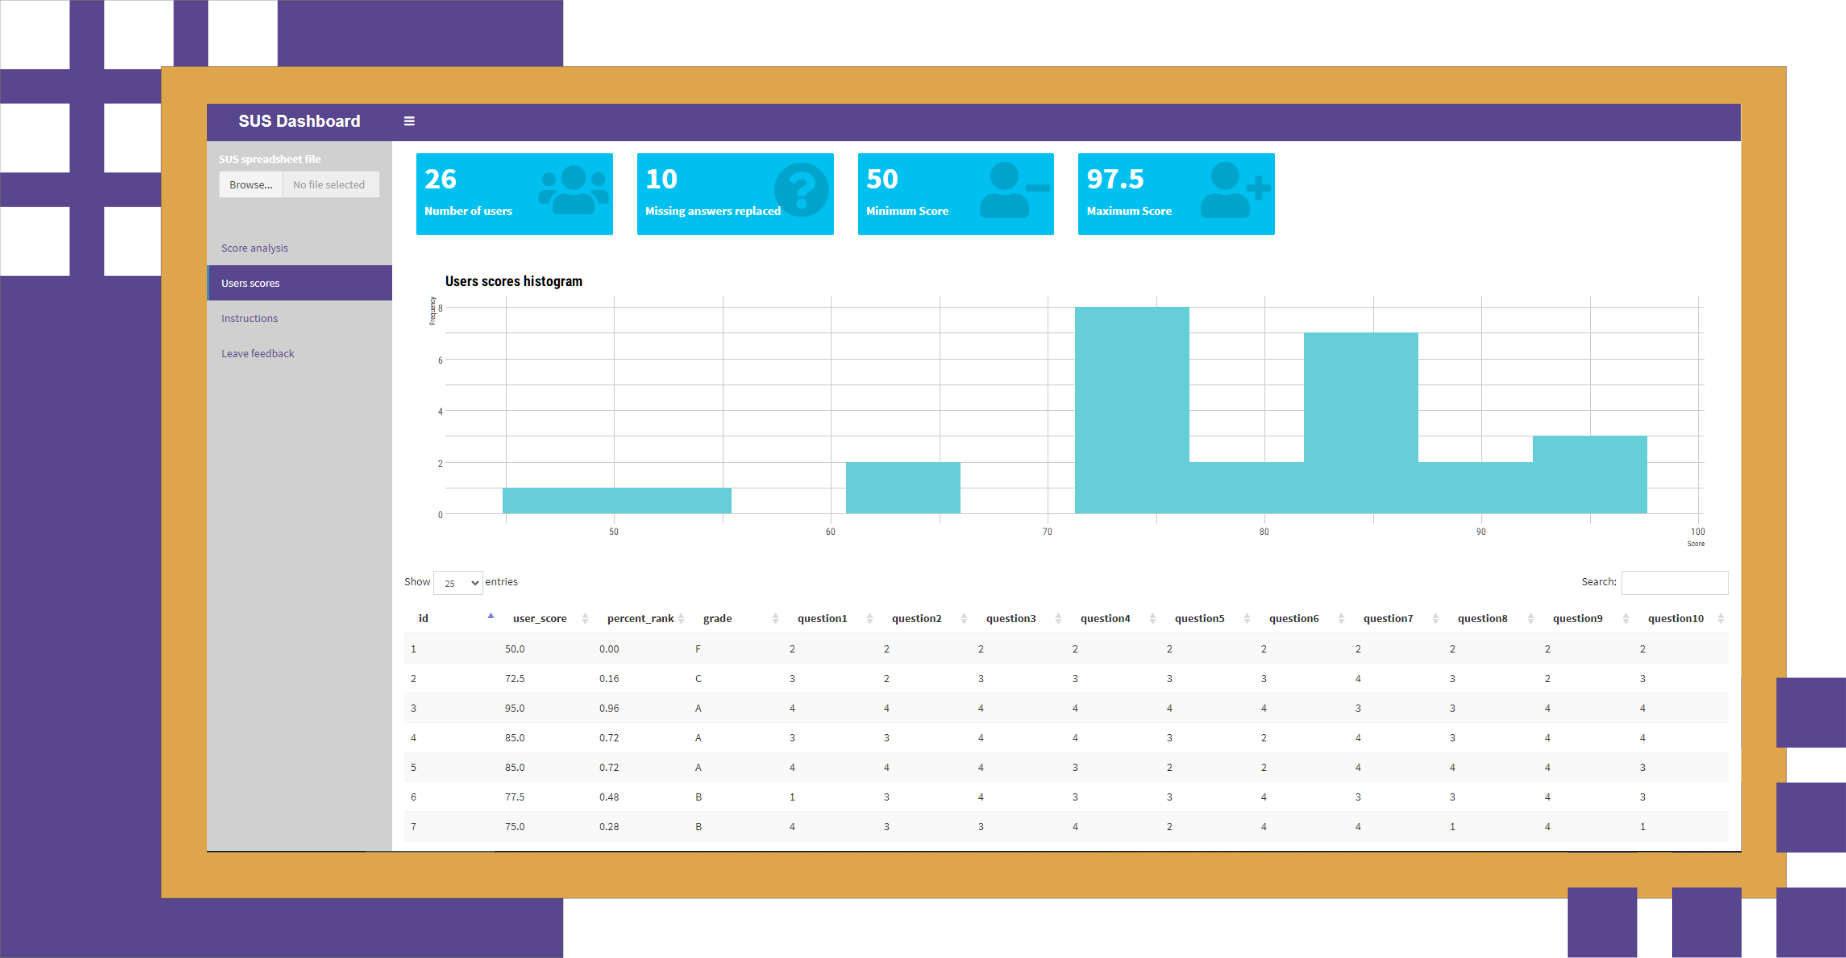 SUS Dashboard
SUS spreadsheet file
Browse... No file selected
Score analysis
Users scores
Instructions
Leave feedback
26
Number of users
10
Missing answers replaced
50
Minimum Score
97.5
Maximum Score
Users scores histogram
Frequency
8
6
4
2
0
50 60 70 80 90 100
Score
Show 25 entries Search:
id user_score percent_rank grade question1 question2 question3 question4 question5 question6 question7 question8 question9 question10
1 50.0 0.00 F 2 2 2 2 2 2 2 2 2 2
2 72.5 0.16 C 3 2 3 3 3 3 4 3 2 3
3 95.0 0.96 A 4 4 4 4 4 4 3 3 4 4
4 85.0 0.72 A 3 3 4 4 3 2 4 3 4 4
5 85.0 0.72 A 4 4 4 3 2 2 4 4 4 3
6 77.5 0.48 B 1 3 4 3 3 4 3 3 4 3
7 75.0 0.28 B 4 3 3 4 2 4 4 1 4 1